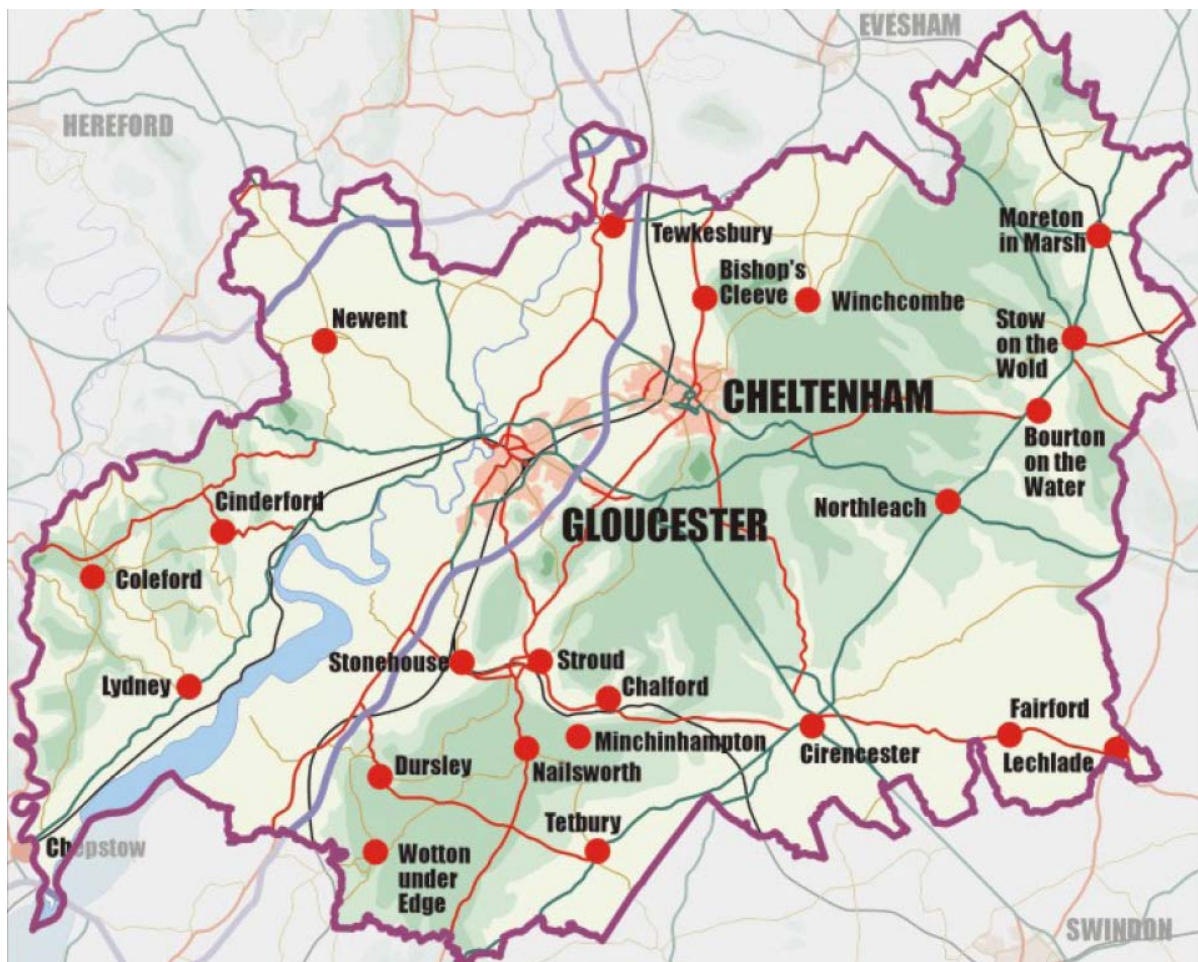 EVESHAM
HEREFORD
Tewkesbury
Moreton
in Marsh
Bishop's
Cleeve
Winchcombe
Newent
Stow
on the
Wold
CHELTENHAM
Bourton
on the
Water
Cinderford
Northleach
GLOUCESTER
Coleford
Stonehouse
Stroud
Lydney
Chalford
Fairford
Minchinhampton
Cirencester
Lechlade
Dursley
Nailsworth
Tetbury
Chepstow
Wotton
under
Edge
SWINDON